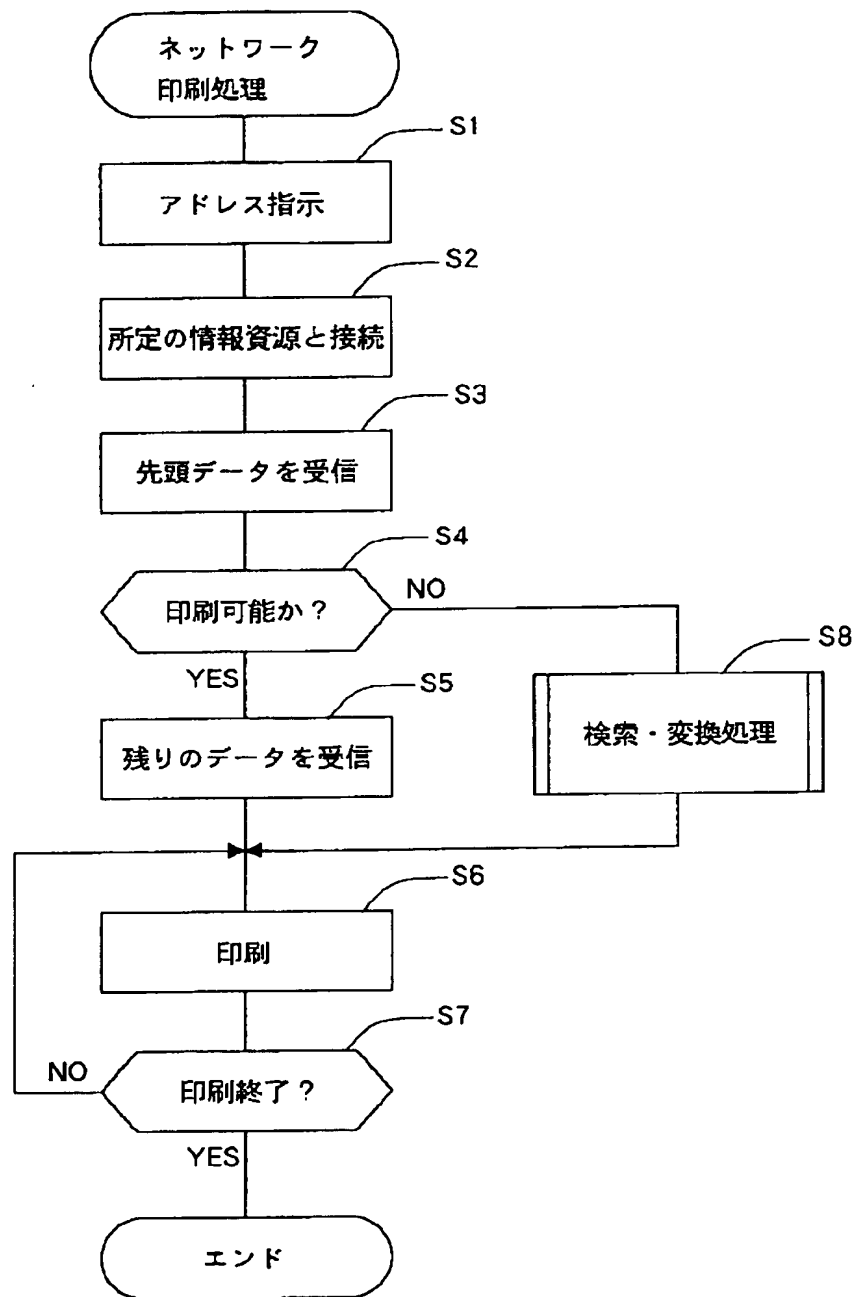 ネットワーク
印刷処理
S1
アドレス指示
S2
所定の情報資源と接続
S3
先頭データを受信
S4
印刷可能か?
NO
YES
S5
残りのデータを受信
S8
検索・変換処理
S6
印刷
S7
印刷終了?
NO
YES
エンド